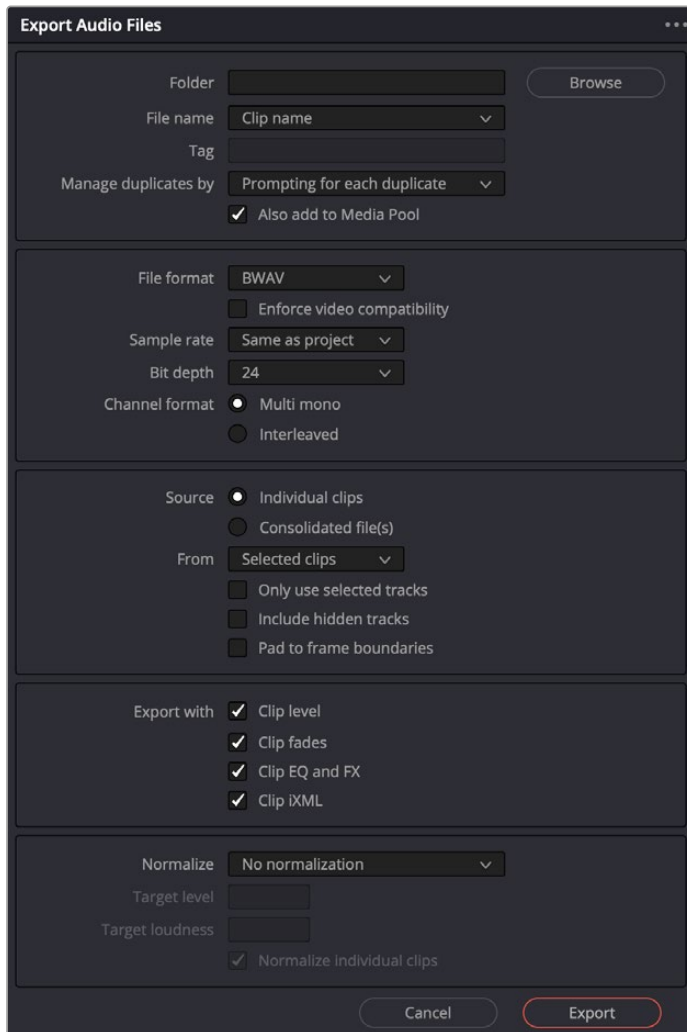 Export Audio Files
Folder Browse
File name Clip name
Tag
Manage duplicates by Prompting for each duplicate
Also add to Media Pool
File format BWAV
Enforce video compatibility
Sample rate Same as project
Bit depth 24
Channel format Multi mono
Interleaved
Source Individual clips
Consolidated file(s)
From Selected clips
Only use selected tracks
Include hidden tracks
Pad to frame boundaries
Export with Clip level
Clip fades
Clip EQ and FX
Clip iXML
Normalize No normalization
Target level
Target loudness
Normalize individual clips
Cancel Export